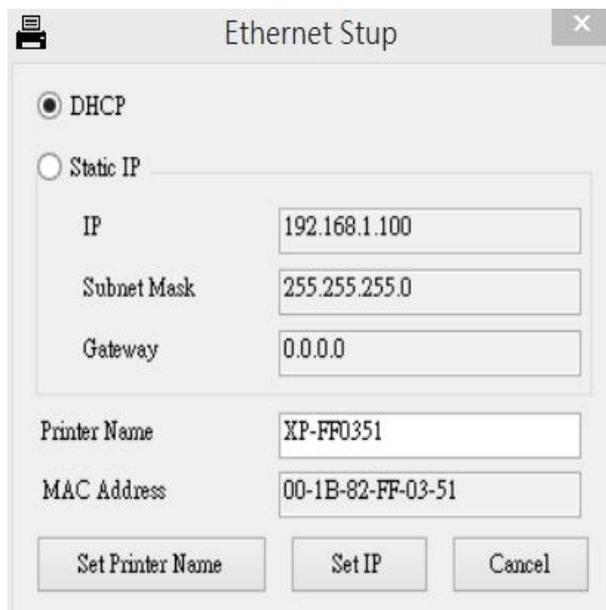 Ethernet Stup
DHCP
Static IP
IP 192.168.1.100
Subnet Mask 255.255.255.0
Gateway 0.0.0.0
Printer Name XP-FF0351
MAC Address 00-1B-82-FF-03-51
Set Printer Name Set IP Cancel